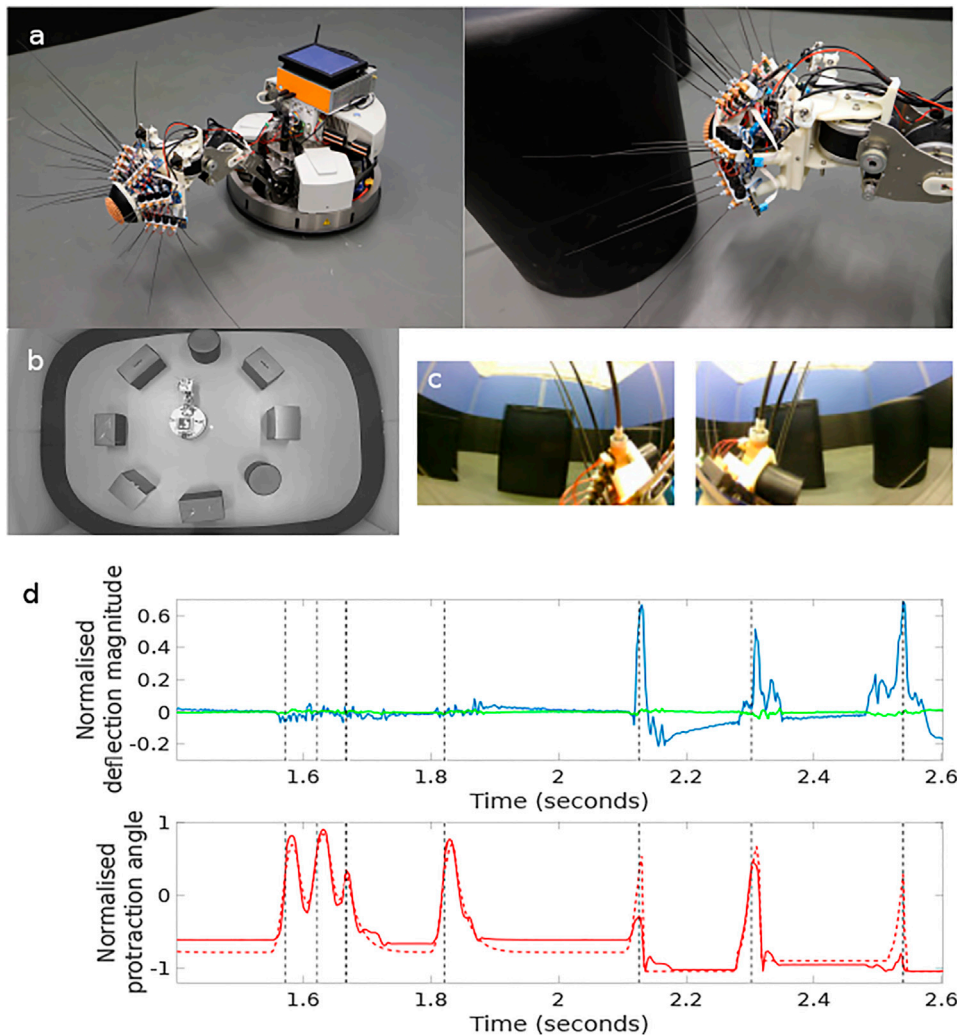 a
b
c
d
Normalised
deflection magnitude
0.6
0.4
0.2
0
-0.2
1.6 1.8 2 2.2 2.4 2.6
Time (seconds)
Normalised
protraction angle
1
0
-1
1.6 1.8 2 2.2 2.4 2.6
Time (seconds)